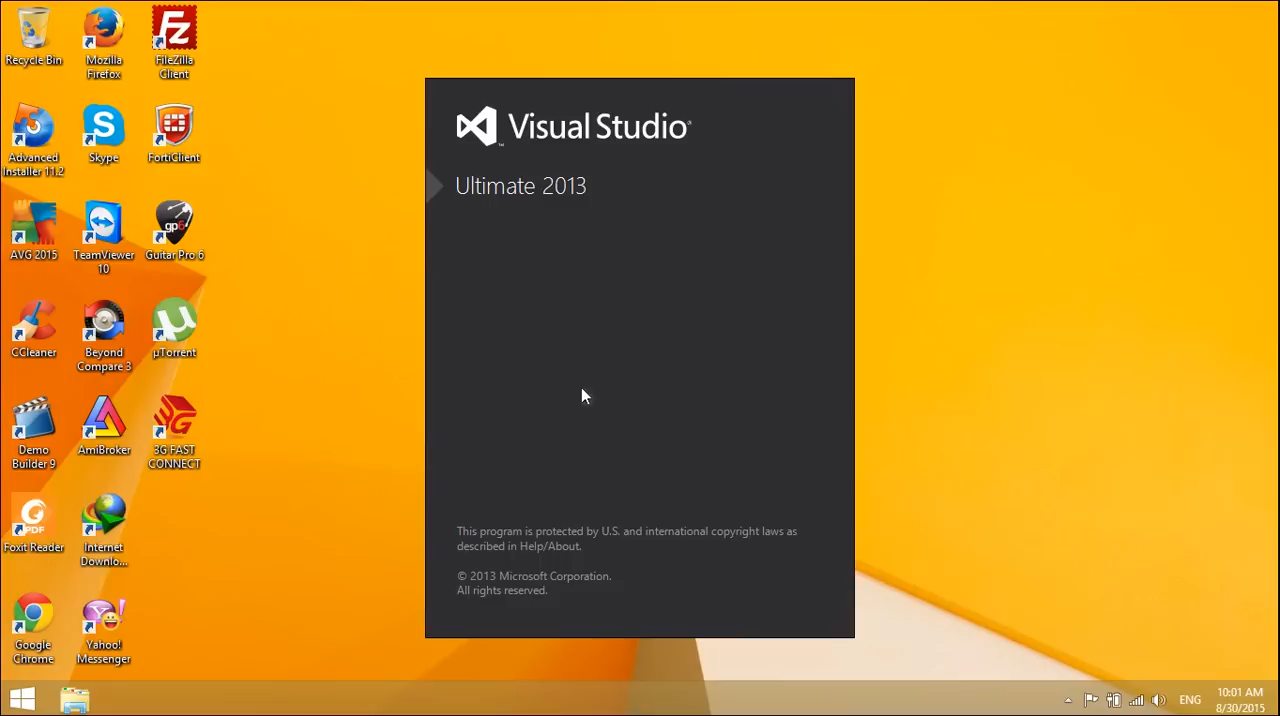 Recycle Bin
Mozilla
Firefox
FileZilla
Client
Advanced
Installer 11.2
Skype
FortiClient
AVG 2015
TeamViewer
10
gp6
Guitar Pro 6
CCleaner
Beyond
Compare 3
µTorrent
Demo
Builder 9
AmiBroker
3G FAST
CONNECT
PDF
Foxit Reader
Internet
Downlo...
Google
Chrome
Yahoo!
Messenger
Visual Studio®
Ultimate 2013
This program is protected by U.S. and international copyright laws as
described in Help/About.
© 2013 Microsoft Corporation.
All rights reserved.
ENG
10:01 AM
8/30/2015